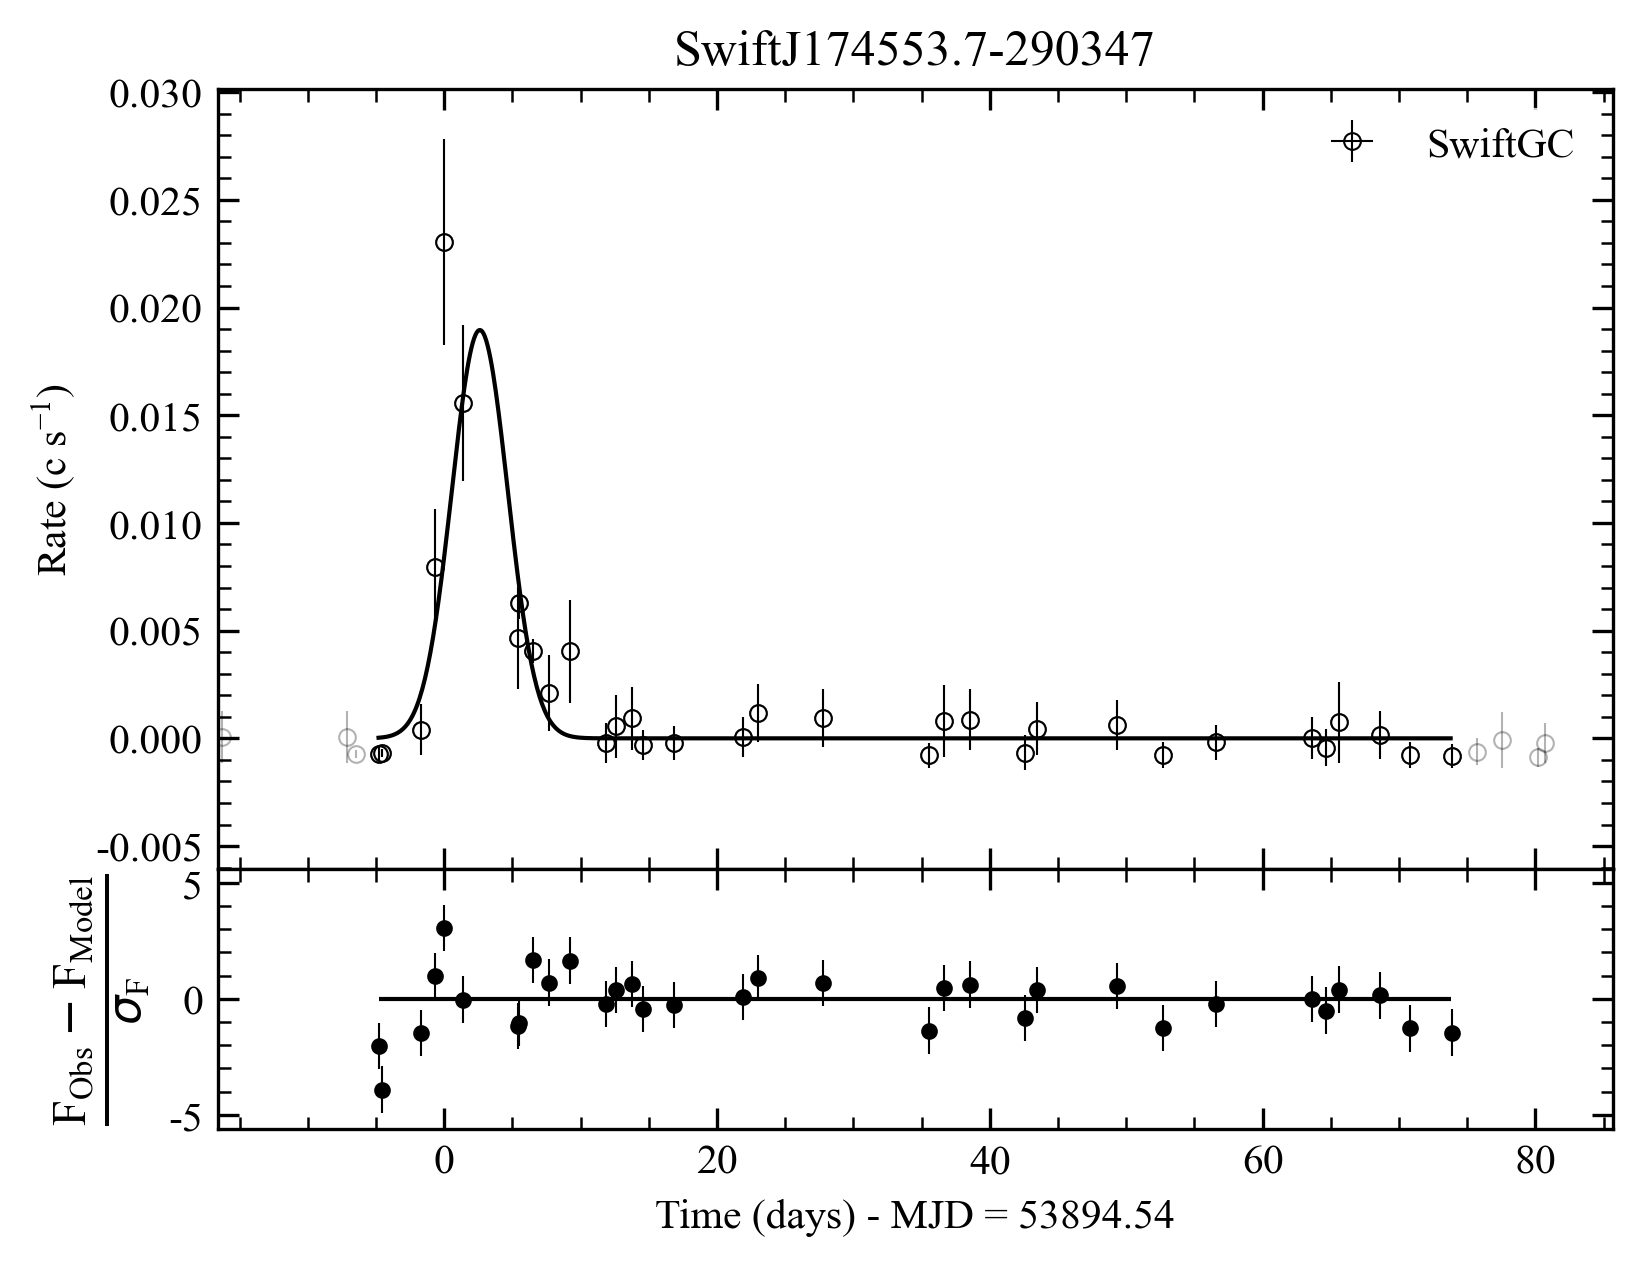 SwiftJ174553.7-290347
SwiftGC
Rate (c s⁻¹)
0.030
0.025
0.020
0.015
0.010
0.005
0.000
-0.005
F_Obs − F_Model
σ_F
5
0
-5
0 20 40 60 80
Time (days) - MJD = 53894.54